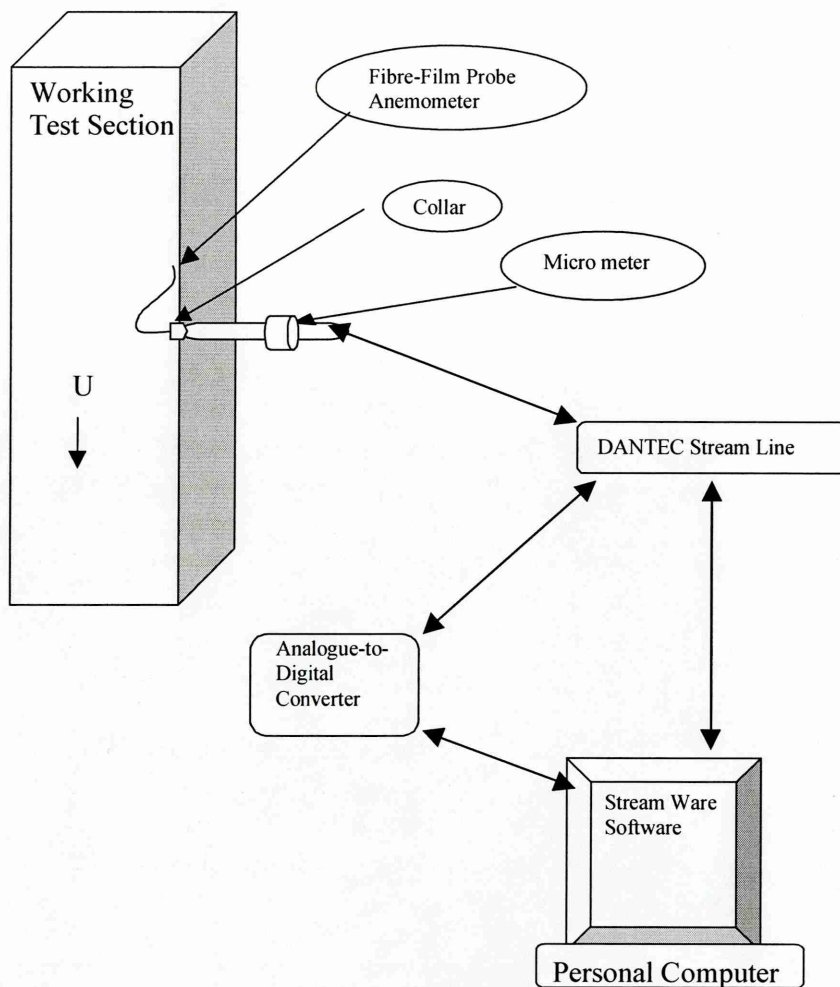 Working
Test Section
Fibre-Film Probe
Anemometer
Collar
Micro meter
U
DANTEC Stream Line
Analogue-to-
Digital
Converter
Stream Ware
Software
Personal Computer